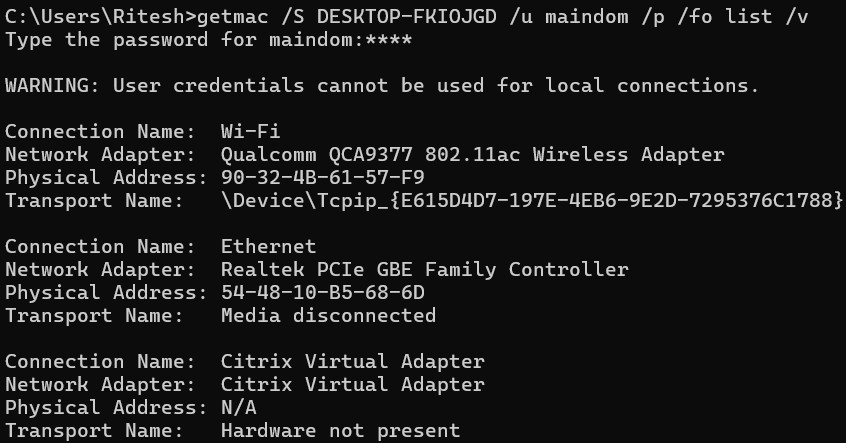 C:\Users\Ritesh>getmac /S DESKTOP-FKIOJGD /u maindom /p /fo list /v
Type the password for maindom:****
WARNING: User credentials cannot be used for local connections.
Connection Name:  Wi-Fi
Network Adapter:  Qualcomm QCA9377 802.11ac Wireless Adapter
Physical Address: 90-32-4B-61-57-F9
Transport Name:   \Device\Tcpip_{E615D4D7-197E-4EB6-9E2D-7295376C1788}
Connection Name:  Ethernet
Network Adapter:  Realtek PCIe GBE Family Controller
Physical Address: 54-48-10-B5-68-6D
Transport Name:   Media disconnected
Connection Name:  Citrix Virtual Adapter
Network Adapter:  Citrix Virtual Adapter
Physical Address: N/A
Transport Name:   Hardware not present